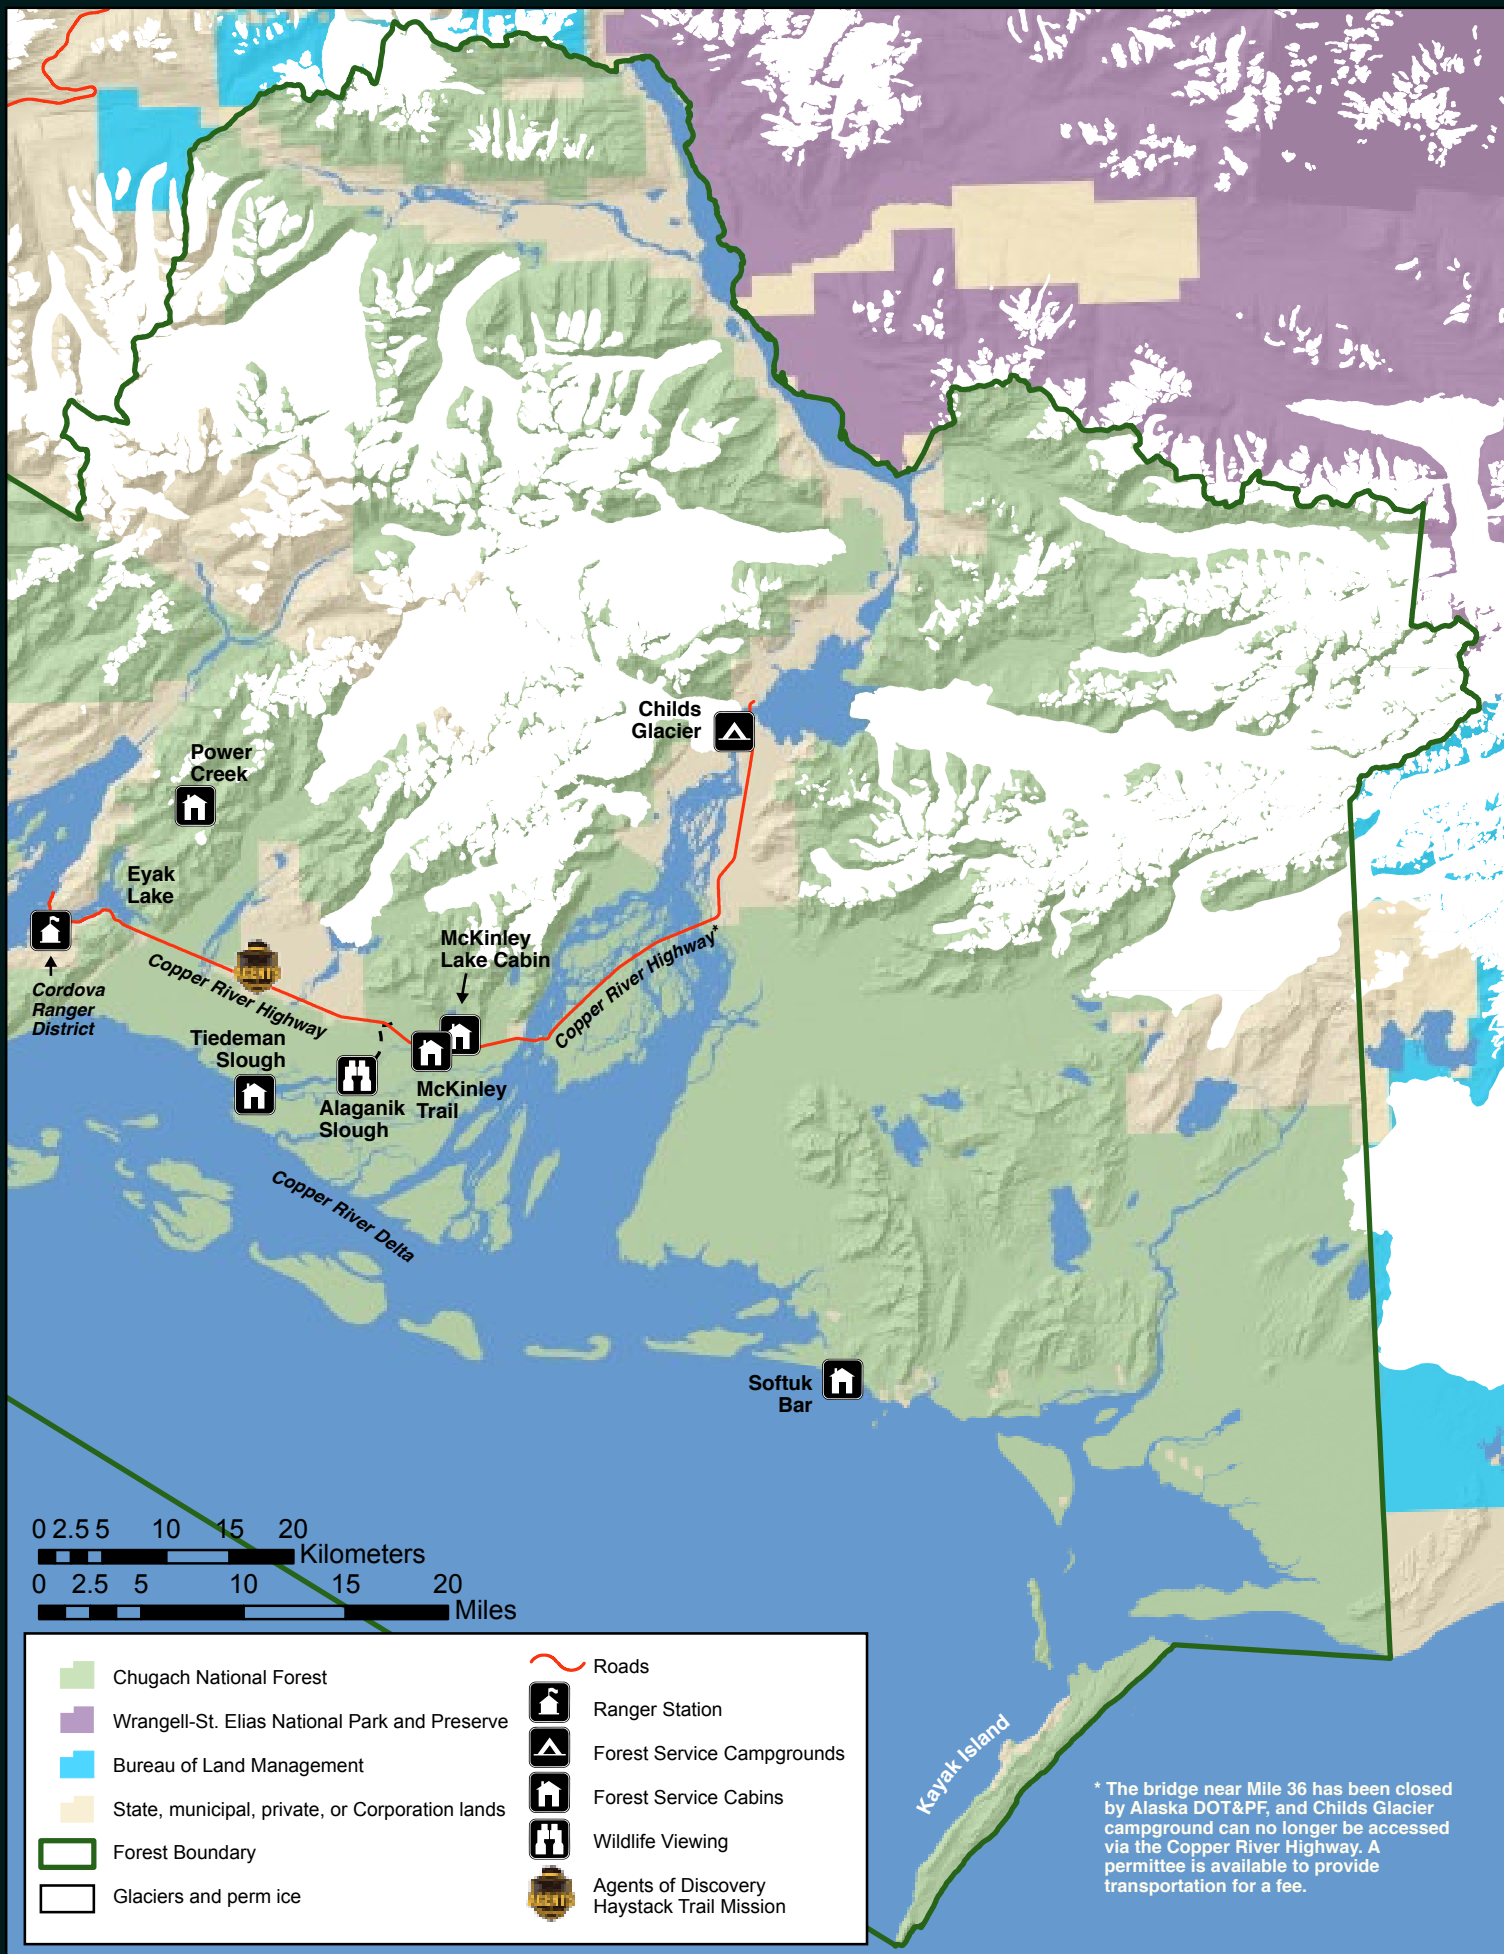 Childs
Glacier
Power
Creek
Eyak
Lake
McKinley
Lake Cabin
Copper River Highway*
Copper River Highway
AGENTS
Cordova
Ranger
District
Tiedeman
Slough
Alaganik
Slough
McKinley
Trail
Copper River Delta
Softuk
Bar
0 2.5 5 10 15 20
Kilometers
0 2.5 5 10 15 20
Miles
Chugach National Forest
Wrangell-St. Elias National Park and Preserve
Bureau of Land Management
State, municipal, private, or Corporation lands
Forest Boundary
Glaciers and perm ice
Roads
Ranger Station
Forest Service Campgrounds
Forest Service Cabins
Wildlife Viewing
AGENTS
Agents of Discovery
Haystack Trail Mission
Kayak Island
* The bridge near Mile 36 has been closed
by Alaska DOT&PF, and Childs Glacier
campground can no longer be accessed
via the Copper River Highway. A
permittee is available to provide
transportation for a fee.